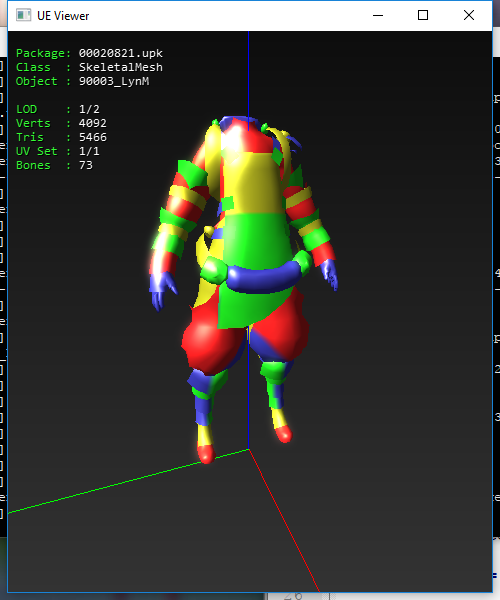 UE Viewer
Package: 00020821.upk
Class : SkeletalMesh
Object : 90003_LynM
LOD : 1/2
Verts : 4092
Tris : 5466
UV Set : 1/1
Bones : 73
26